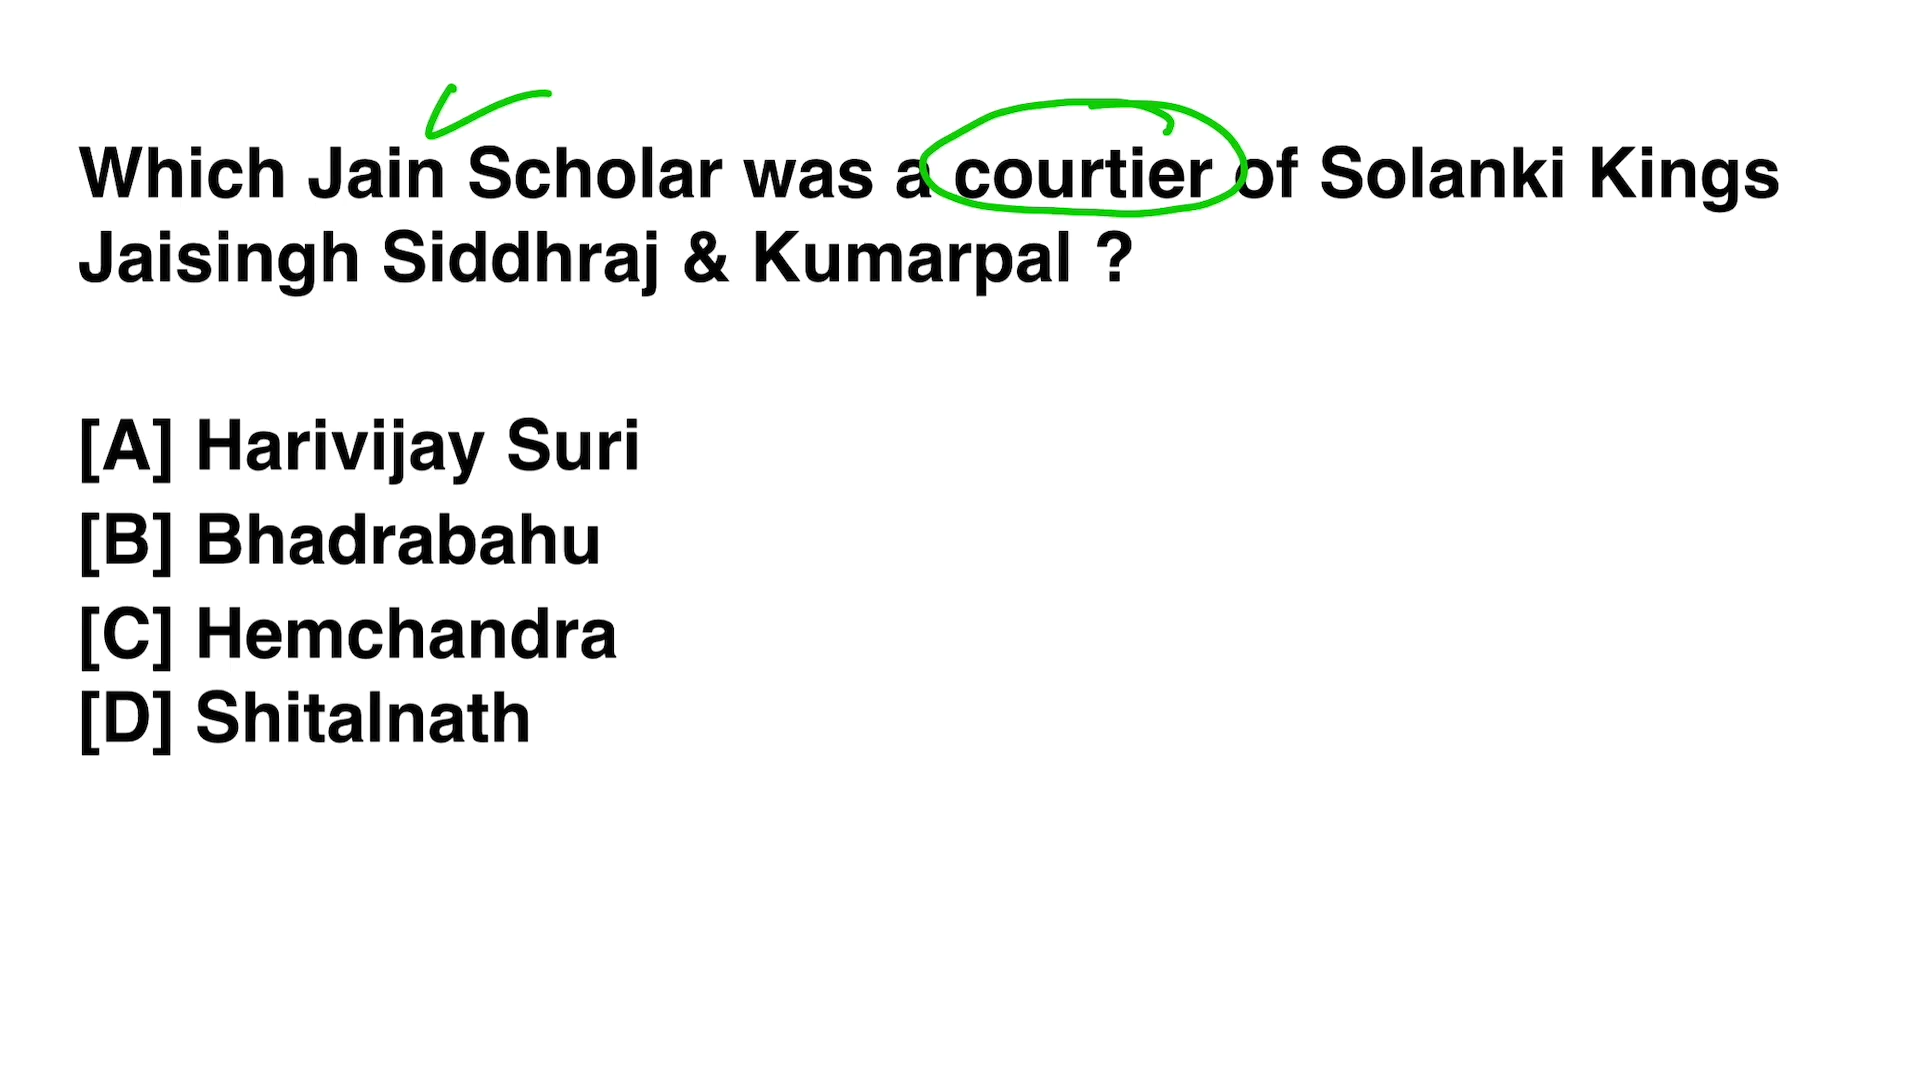 Which Jain Scholar was a courtier of Solanki Kings
Jaisingh Siddhraj & Kumarpal ?
[A] Harivijay Suri
[B] Bhadrabahu
[C] Hemchandra
[D] Shitalnath